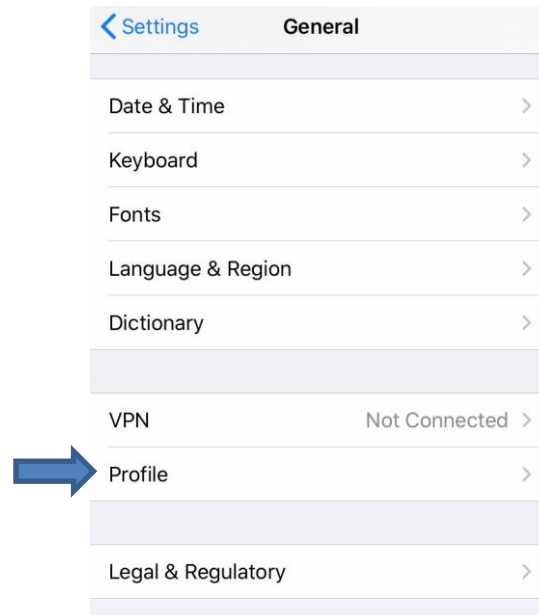 Settings General
Date & Time
Keyboard
Fonts
Language & Region
Dictionary
VPN Not Connected
Profile
Legal & Regulatory